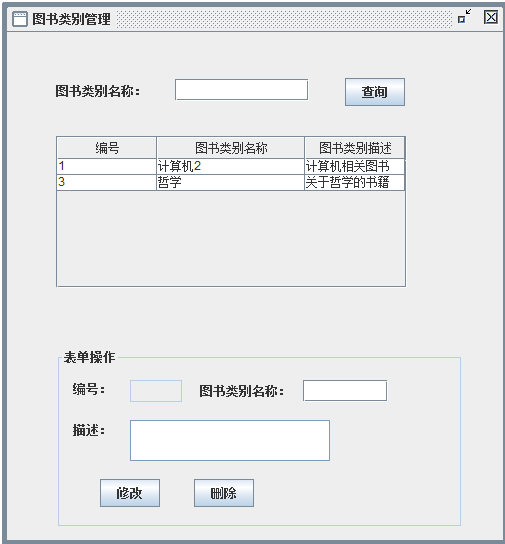 图书类别管理
图书类别名称： 查询
编号 图书类别名称 图书类别描述
1 计算机2 计算机相关图书
3 哲学 关于哲学的书籍
表单操作
编号： 图书类别名称：
描述：
修改 删除